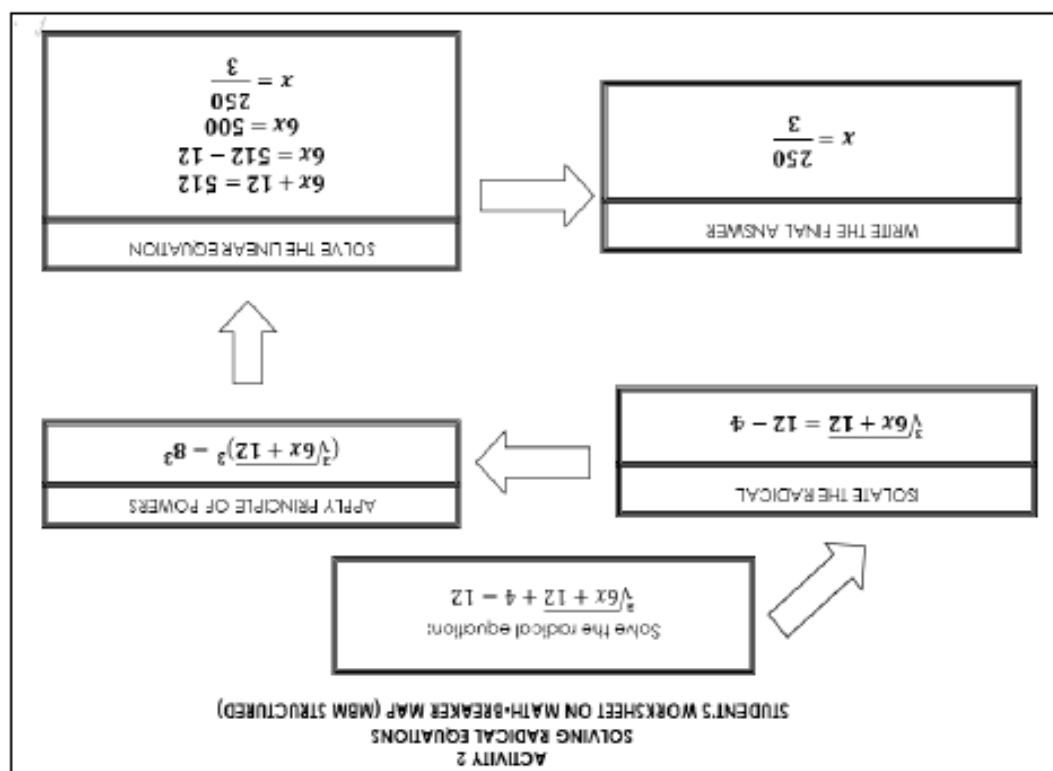 ACTIVITY 2
SOLVING RADICAL EQUATIONS
STUDENT'S WORKSHEET ON MATH-BREAKER MAP (MBM STRUCTURED)
Solve the radical equation:
∛6x + 12 + 4 − 12
ISOLATE THE RADICAL
∛6x + 12 = 12 − 4
APPLY PRINCIPLE OF POWERS
(∛6x + 12)³ − 8³
SOLVE THE LINEAR EQUATION
6x + 12 = 512
6x = 512 − 12
6x = 500
x = 250/3
WRITE THE FINAL ANSWER
x = 250/3